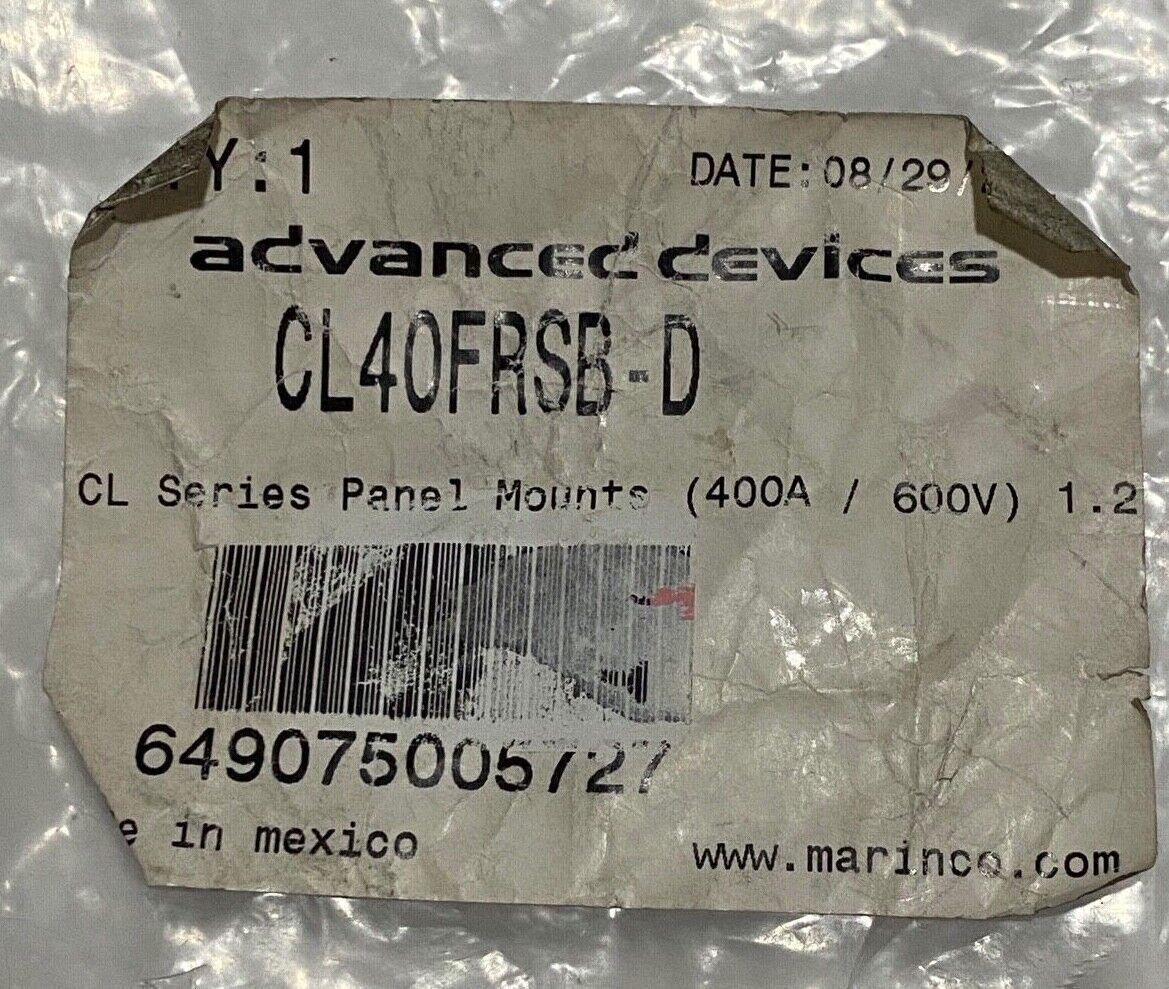 Y:1 DATE: 08/29/
advanced devices
CL40FRSB-D
CL Series Panel Mounts (400A / 600V) 1.2
649075005727
e in mexico www.marinco.com